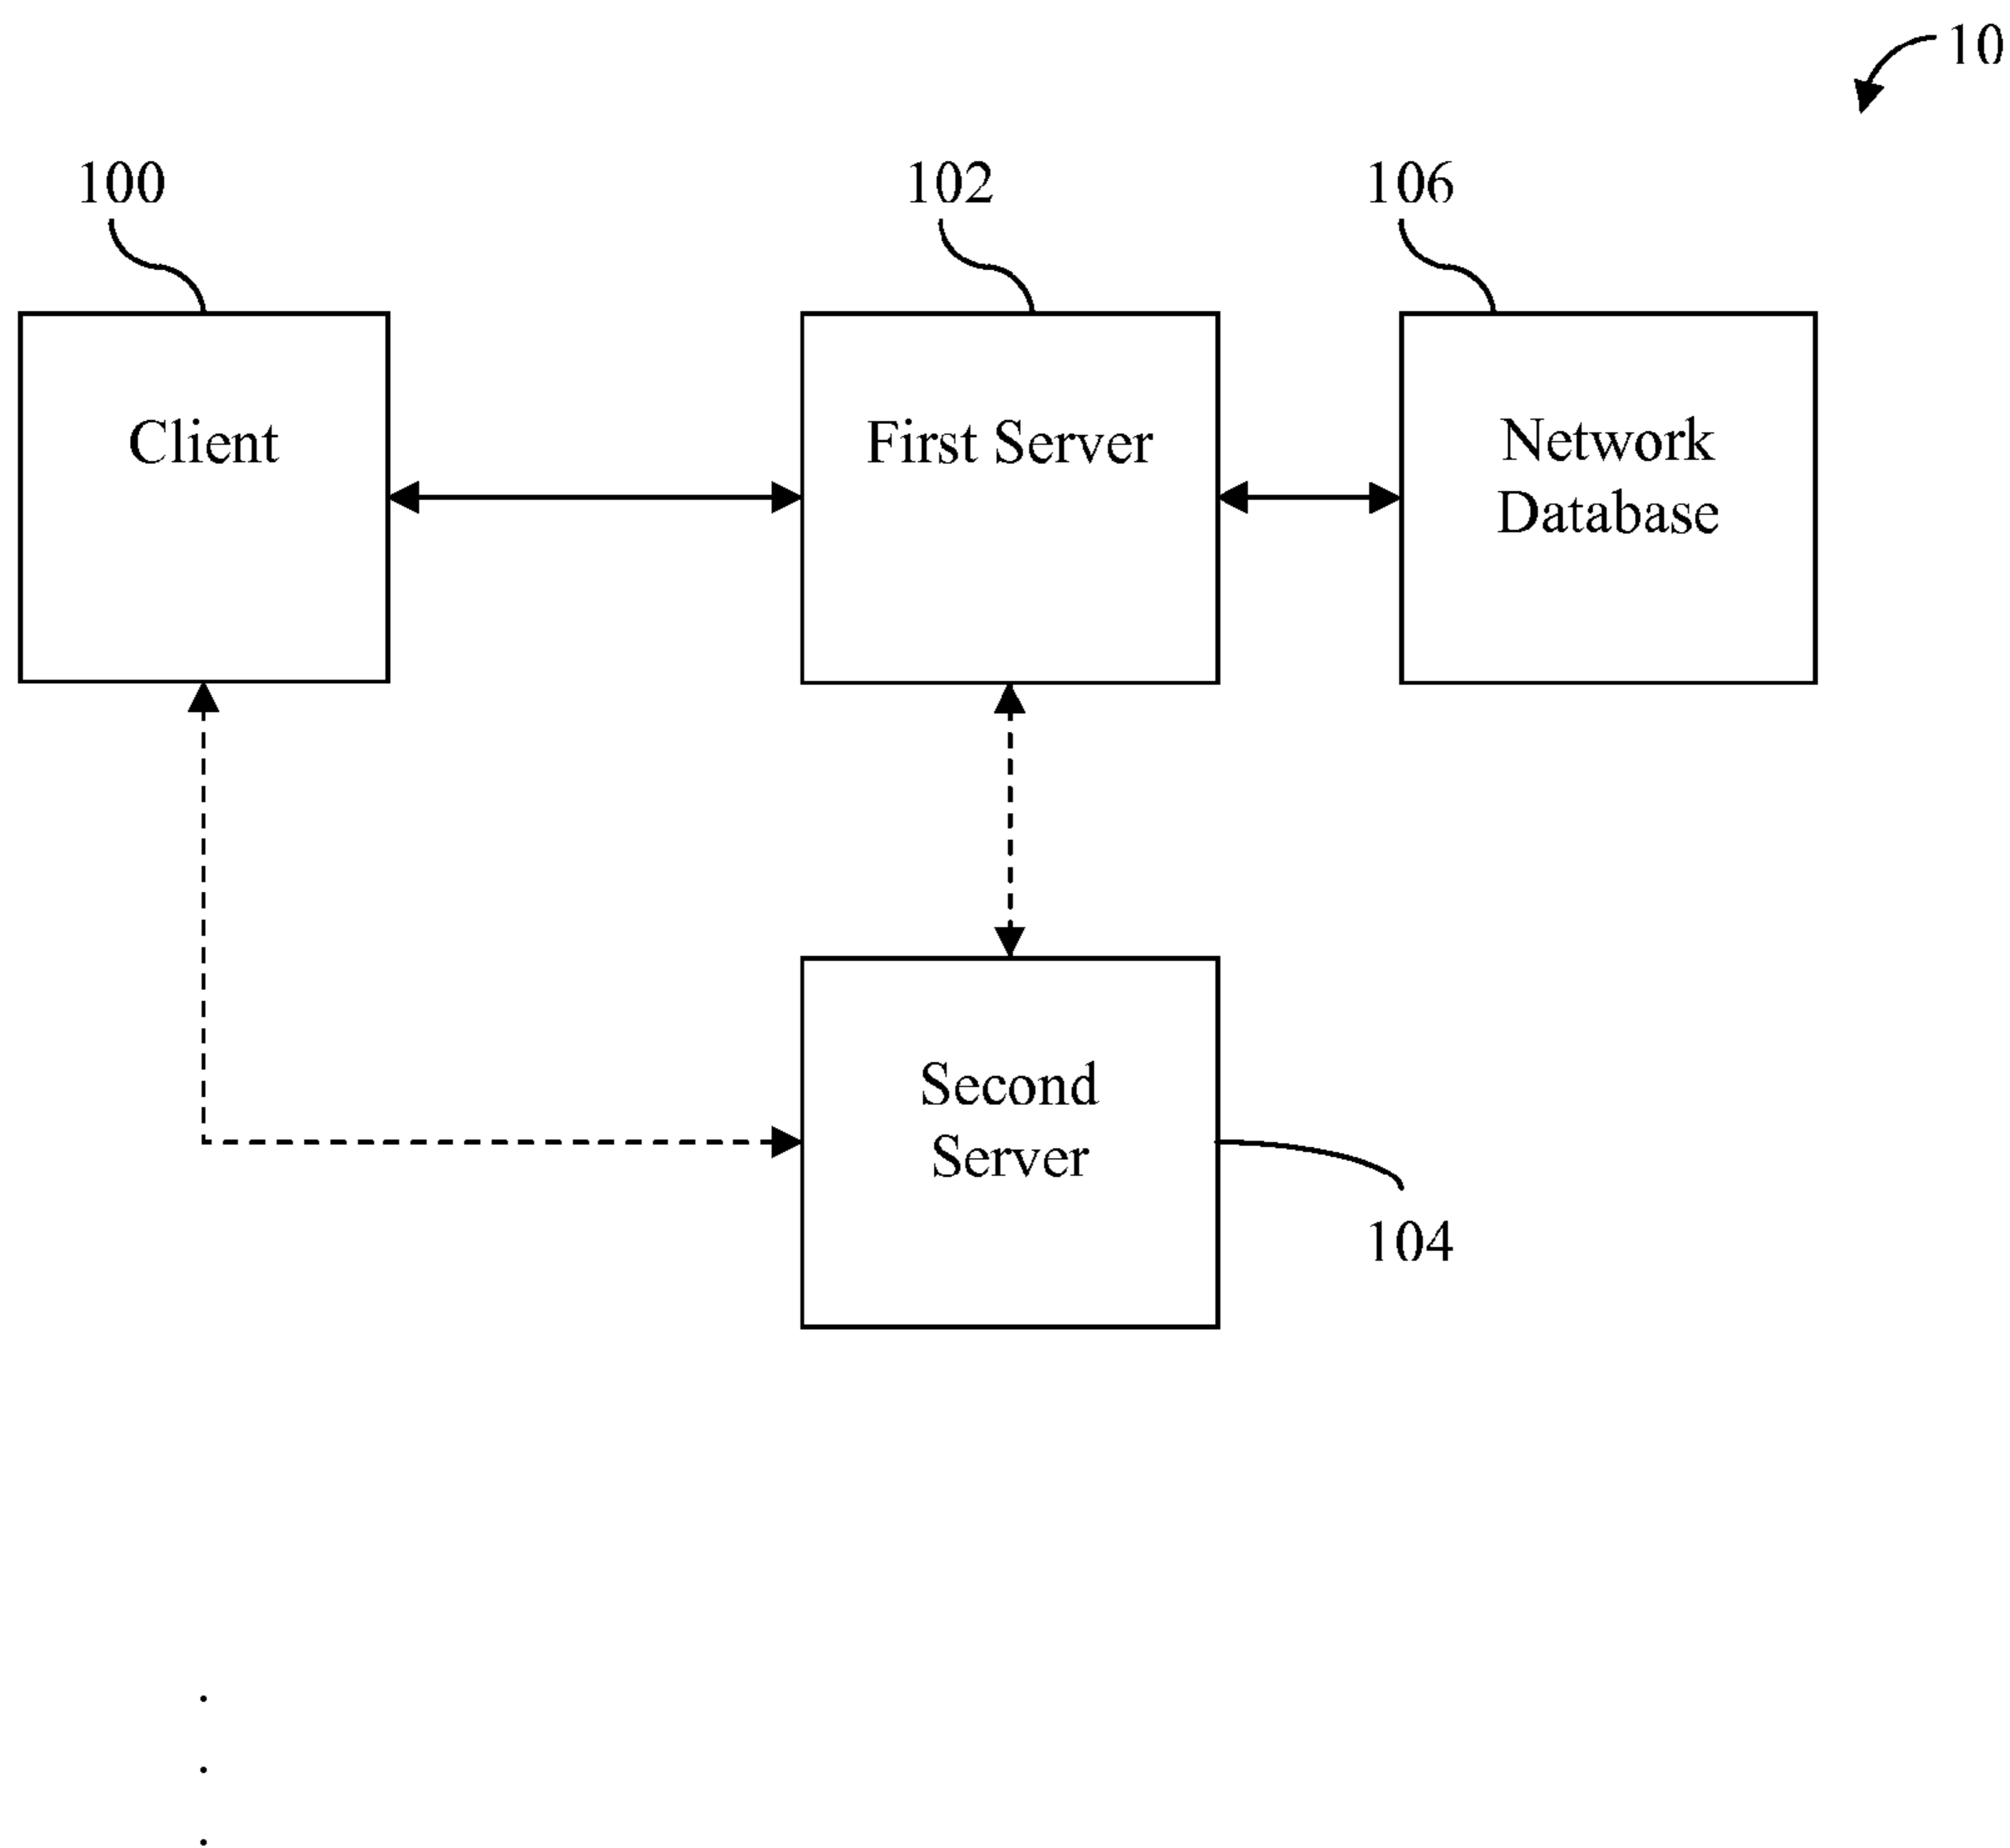 10
100
102
106
Client
First Server
Network
Database
Second
Server
104